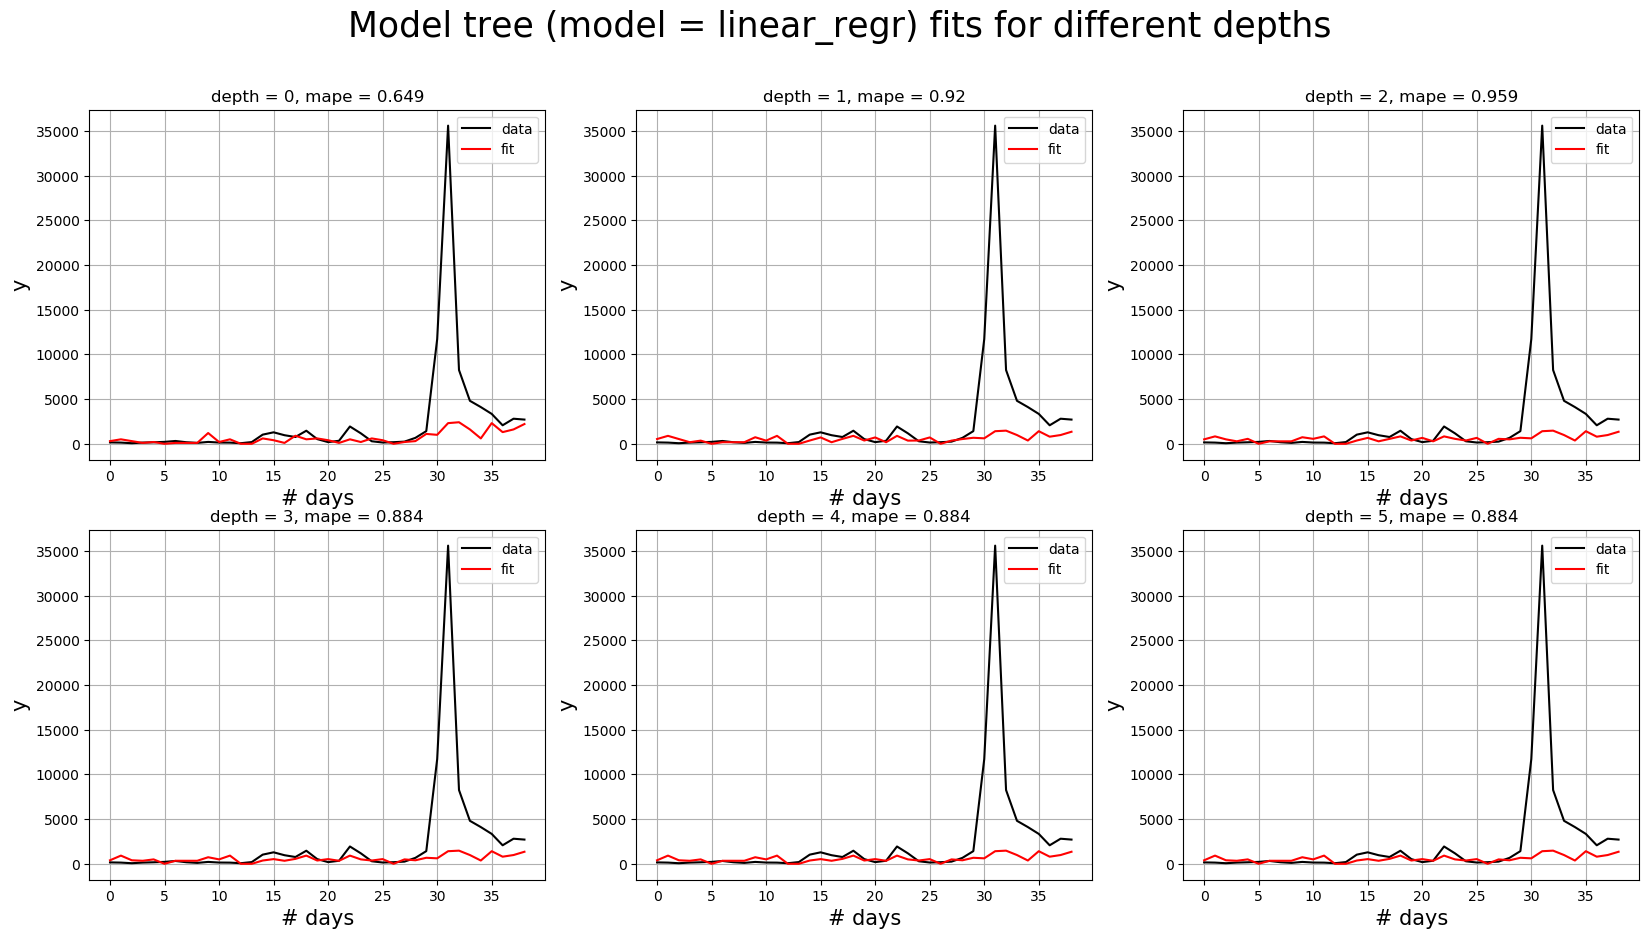 Model tree (model = linear_regr) fits for different depths
depth = 0, mape = 0.649
35000
30000
25000
20000
15000
10000
5000
0
y
data
fit
0 5 10 15 20 25 30 35
# days
depth = 1, mape = 0.92
35000
30000
25000
20000
15000
10000
5000
0
y
data
fit
0 5 10 15 20 25 30 35
# days
depth = 2, mape = 0.959
35000
30000
25000
20000
15000
10000
5000
0
y
data
fit
0 5 10 15 20 25 30 35
# days
depth = 3, mape = 0.884
35000
30000
25000
20000
15000
10000
5000
0
y
data
fit
0 5 10 15 20 25 30 35
# days
depth = 4, mape = 0.884
35000
30000
25000
20000
15000
10000
5000
0
y
data
fit
0 5 10 15 20 25 30 35
# days
depth = 5, mape = 0.884
35000
30000
25000
20000
15000
10000
5000
0
y
data
fit
0 5 10 15 20 25 30 35
# days